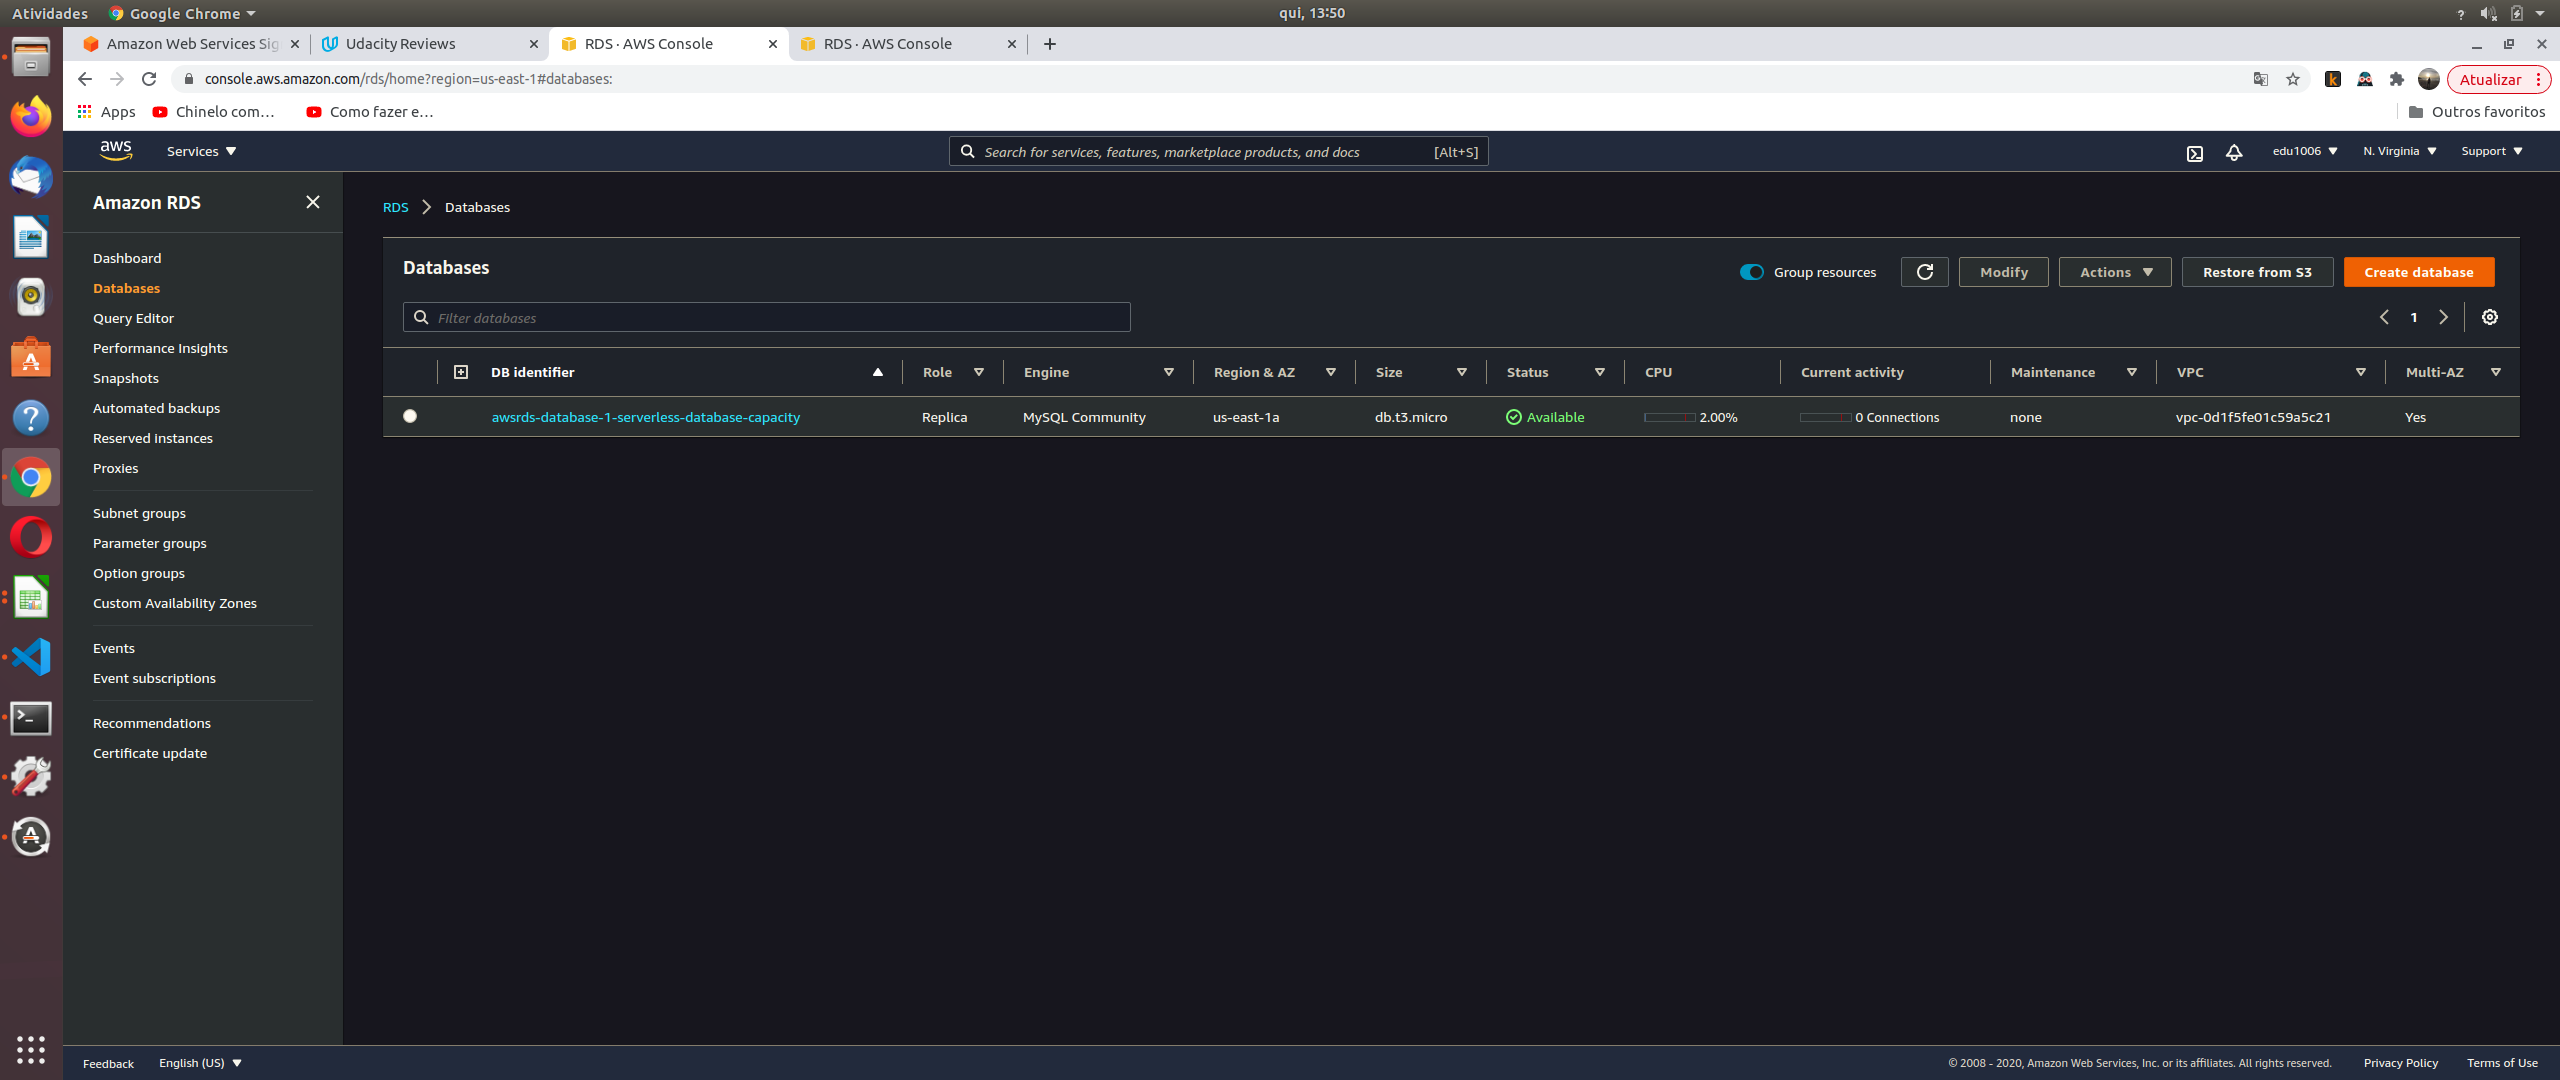 Atividades Google Chrome qui, 13:50 ?
Amazon Web Services Sig Udacity Reviews RDS · AWS Console RDS · AWS Console
console.aws.amazon.com/rds/home?region=us-east-1#databases: Atualizar
Apps Chinelo com... Como fazer e... Outros favoritos
aws Services Search for services, features, marketplace products, and docs [Alt+S] edu1006 N. Virginia Support
Amazon RDS
Dashboard
Databases
Query Editor
Performance Insights
Snapshots
Automated backups
Reserved instances
Proxies
Subnet groups
Parameter groups
Option groups
Custom Availability Zones
Events
Event subscriptions
Recommendations
Certificate update
RDS Databases
Databases Group resources Modify Actions Restore from S3 Create database
Filter databases 1
DB identifier Role Engine Region & AZ Size Status CPU Current activity Maintenance VPC Multi-AZ
awsrds-database-1-serverless-database-capacity Replica MySQL Community us-east-1a db.t3.micro Available 2.00% 0 Connections none vpc-0d1f5fe01c59a5c21 Yes
Feedback English (US) © 2008 - 2020, Amazon Web Services, Inc. or its affiliates. All rights reserved. Privacy Policy Terms of Use